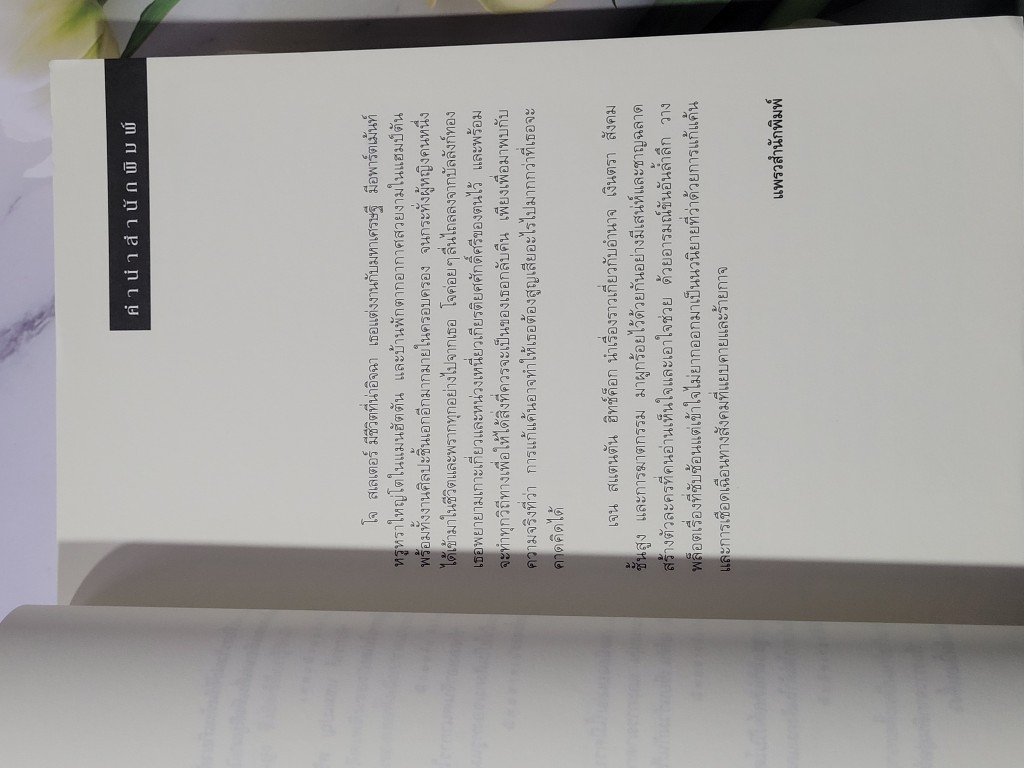 คำนำสำนักพิมพ์
โจ สเลเตอร์ มีชีวิตที่น่าอิจฉา เธอแต่งงานกับมหาเศรษฐี มีอพาร์ตเม้นท์
หรูหราใหญ่โตในแมนฮัตตัน และบ้านพักตากอากาศสวยงามในแฮมป์ตัน
พร้อมทั้งงานศิลปะชิ้นเอกอีกมากมายในครอบครอง จนกระทั่งผู้หญิงคนหนึ่ง
ได้เข้ามาในชีวิตและพรากทุกอย่างไปจากเธอ โจค่อยๆลื่นไถลลงจากบัลลังก์ทอง
เธอพยายามเกาะเกี่ยวและหน่วงเหนี่ยวเกียรติยศศักดิ์ศรีของตนไว้ และพร้อม
จะทำทุกวิถีทางเพื่อให้ได้สิ่งที่ควรจะเป็นของเธอกลับคืน เพียงเพื่อมาพบกับ
ความจริงที่ว่า การแก้แค้นอาจทำให้เธอต้องสูญเสียอะไรไปมากกว่าที่เธอจะ
คาดคิดได้
เจน สแตนตัน ฮิทช์ค็อก นำเรื่องราวเกี่ยวกับอำนาจ เงินตรา สังคม
ชั้นสูง และการฆาตกรรม มาผูกร้อยไว้ด้วยกันอย่างมีเสน่ห์และชาญฉลาด
สร้างตัวละครที่คนอ่านเห็นใจและเอาใจช่วย ด้วยอารมณ์ขันอันล้ำลึก วาง
พล็อตเรื่องที่ซับซ้อนแต่เข้าใจไม่ยากออกมาเป็นนวนิยายที่ว่าด้วยการแก้แค้น
และการเชือดเฉือนทางสังคมที่แยบคายและร้ายกาจ
แพรวสำนักพิมพ์